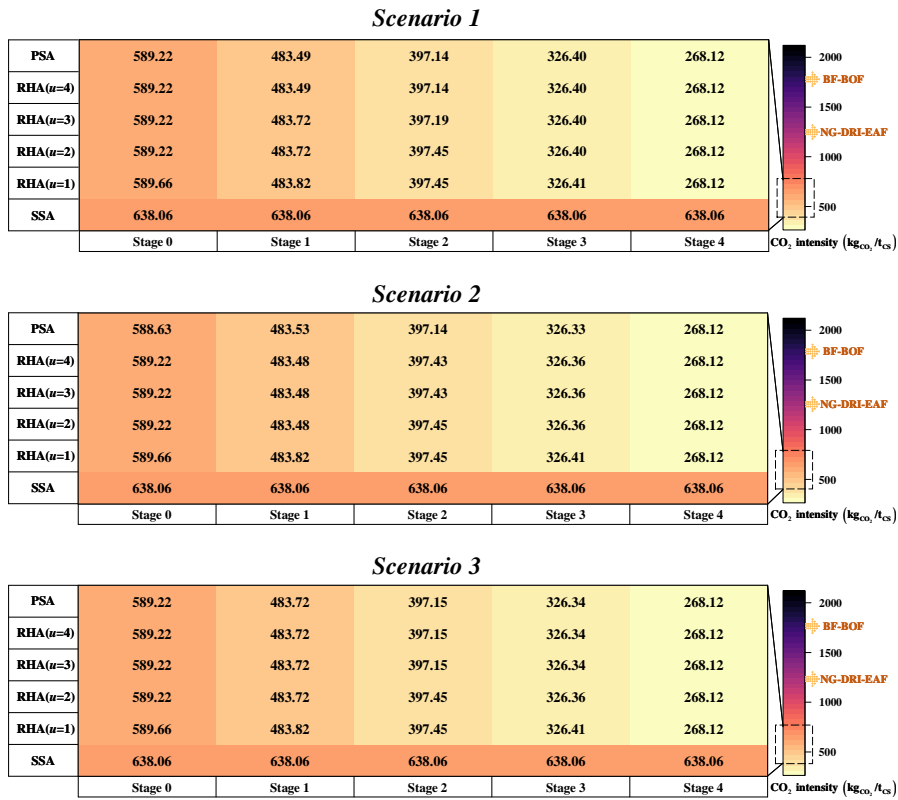 Scenario 1
PSA 589.22 483.49 397.14 326.40 268.12
RHA(u=4) 589.22 483.49 397.14 326.40 268.12
RHA(u=3) 589.22 483.72 397.19 326.40 268.12
RHA(u=2) 589.22 483.72 397.45 326.40 268.12
RHA(u=1) 589.66 483.82 397.45 326.41 268.12
SSA 638.06 638.06 638.06 638.06 638.06
Stage 0 Stage 1 Stage 2 Stage 3 Stage 4
2000
BF-BOF
1500
NG-DRI-EAF
1000
500
CO₂ intensity (kg_CO₂/t_CS)
Scenario 2
PSA 588.63 483.53 397.14 326.33 268.12
RHA(u=4) 589.22 483.48 397.43 326.36 268.12
RHA(u=3) 589.22 483.48 397.43 326.36 268.12
RHA(u=2) 589.22 483.48 397.45 326.36 268.12
RHA(u=1) 589.66 483.82 397.45 326.41 268.12
SSA 638.06 638.06 638.06 638.06 638.06
Stage 0 Stage 1 Stage 2 Stage 3 Stage 4
2000
BF-BOF
1500
NG-DRI-EAF
1000
500
CO₂ intensity (kg_CO₂/t_CS)
Scenario 3
PSA 589.22 483.72 397.15 326.34 268.12
RHA(u=4) 589.22 483.72 397.15 326.34 268.12
RHA(u=3) 589.22 483.72 397.15 326.34 268.12
RHA(u=2) 589.22 483.72 397.45 326.36 268.12
RHA(u=1) 589.66 483.82 397.45 326.41 268.12
SSA 638.06 638.06 638.06 638.06 638.06
Stage 0 Stage 1 Stage 2 Stage 3 Stage 4
2000
BF-BOF
1500
NG-DRI-EAF
1000
500
CO₂ intensity (kg_CO₂/t_CS)